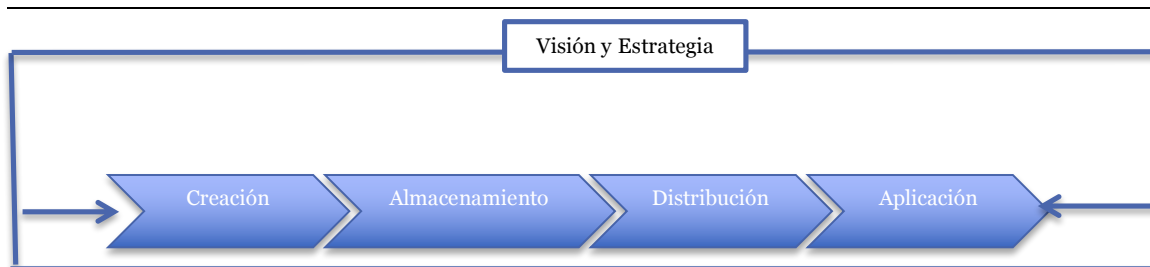 Visión y Estrategia
Creación
Almacenamiento
Distribución
Aplicación